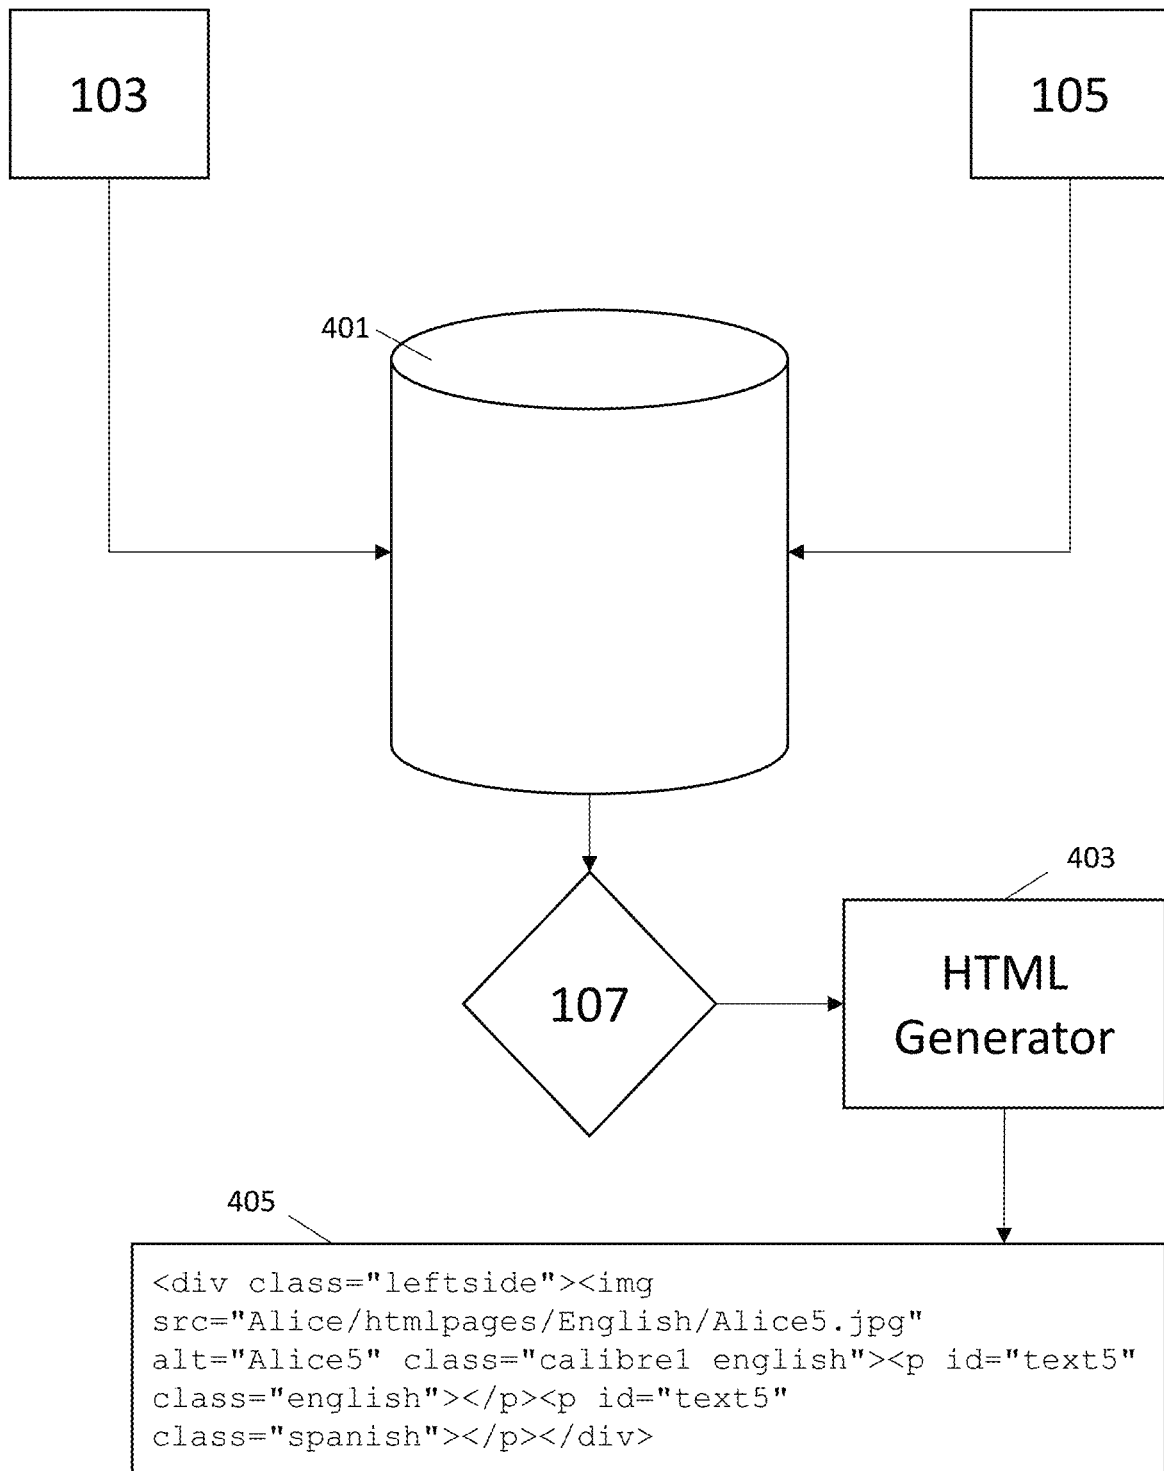 103
105
401
403
107
HTML
Generator
405
<div class="leftside"><img
src="Alice/htmlpages/English/Alice5.jpg"
alt="Alice5" class="calibre1 english"><p id="text5"
class="english"></p><p id="text5"
class="spanish"></p></div>